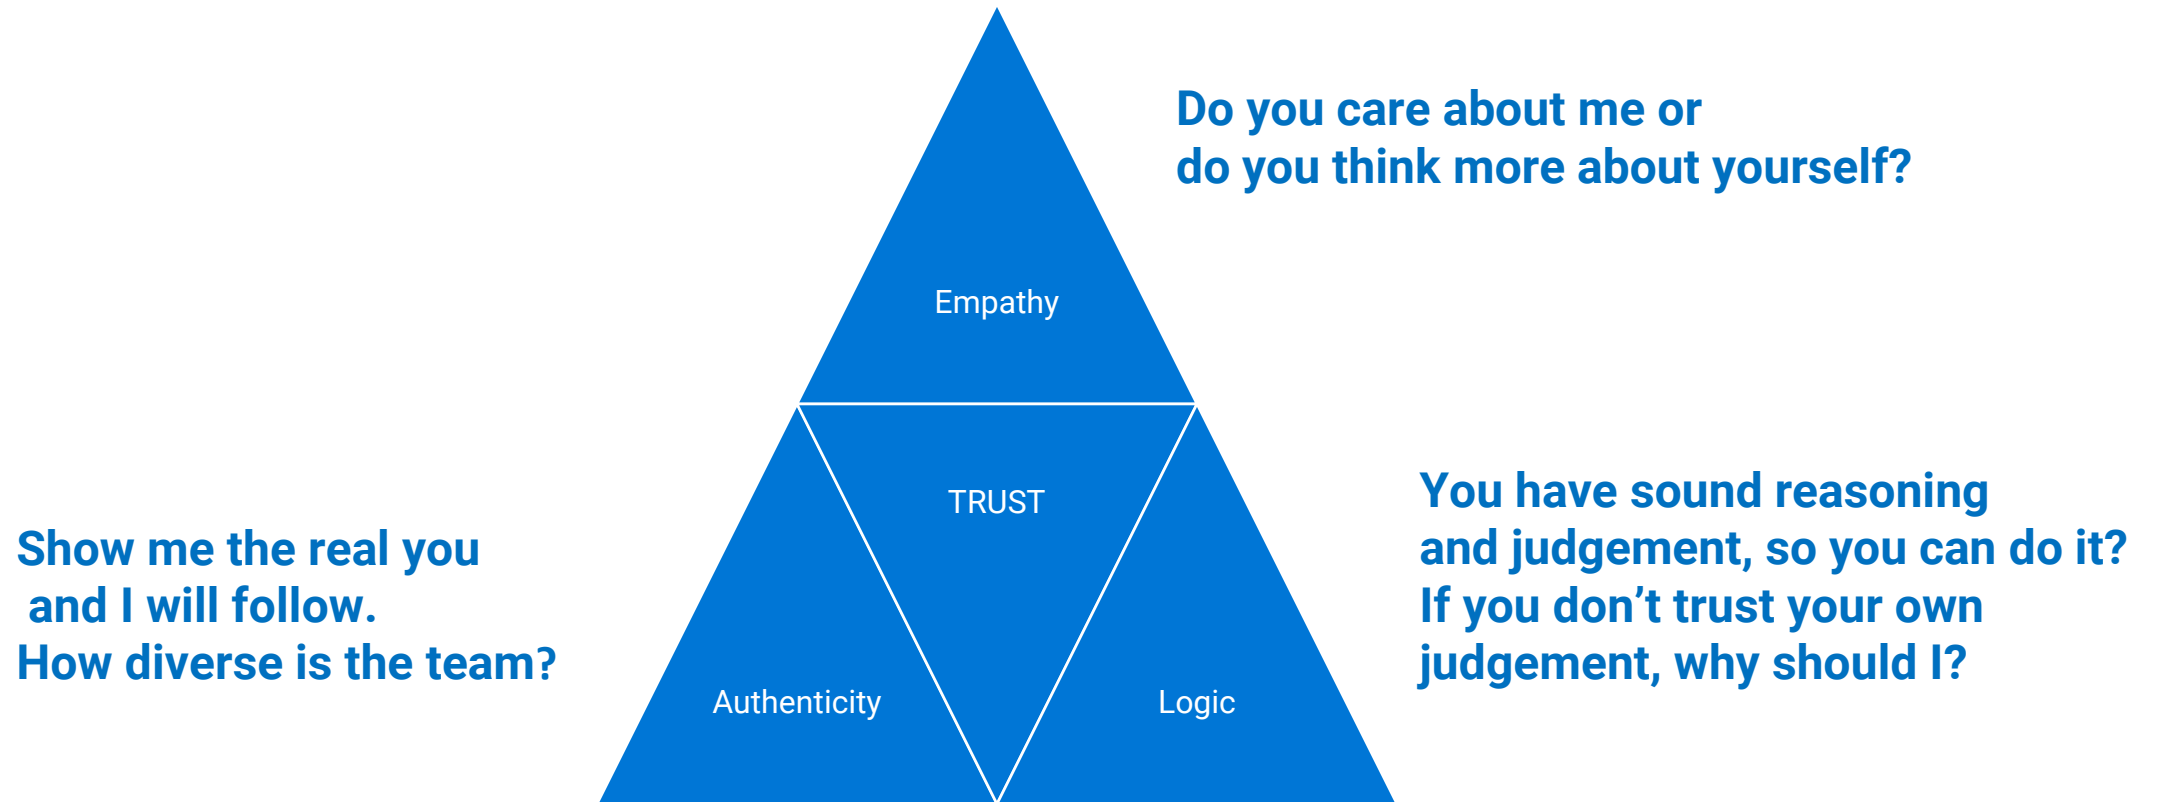 Do you care about me or
do you think more about yourself?
Empathy
TRUST
You have sound reasoning
and judgement, so you can do it?
If you don’t trust your own
judgement, why should I?
Show me the real you
and I will follow.
How diverse is the team?
Authenticity
Logic